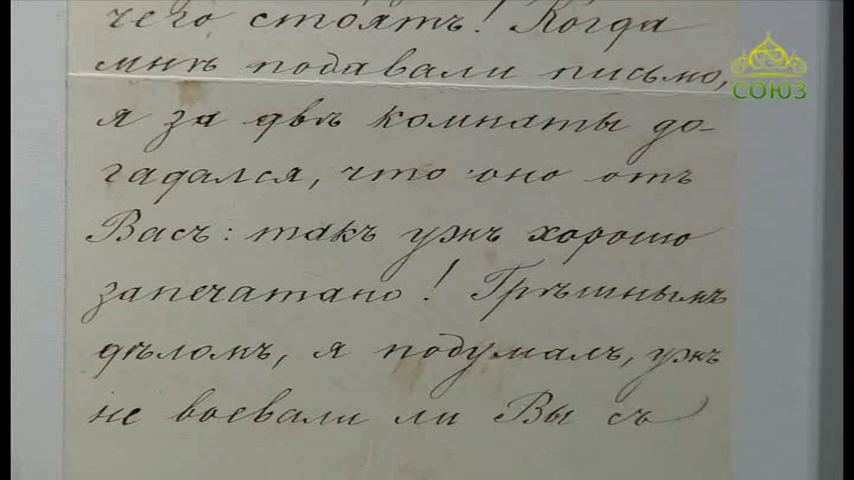 чего стоятъ! Когда
СОЮЗ
мнѣ подавали письмо,
я за двѣ комнаты до-
гадался, что оно отъ
Васъ: такъ ужъ хорошо
запечатано! Грѣшнымъ
дѣломъ, я подумалъ, ужъ
не воевали ли Вы съ